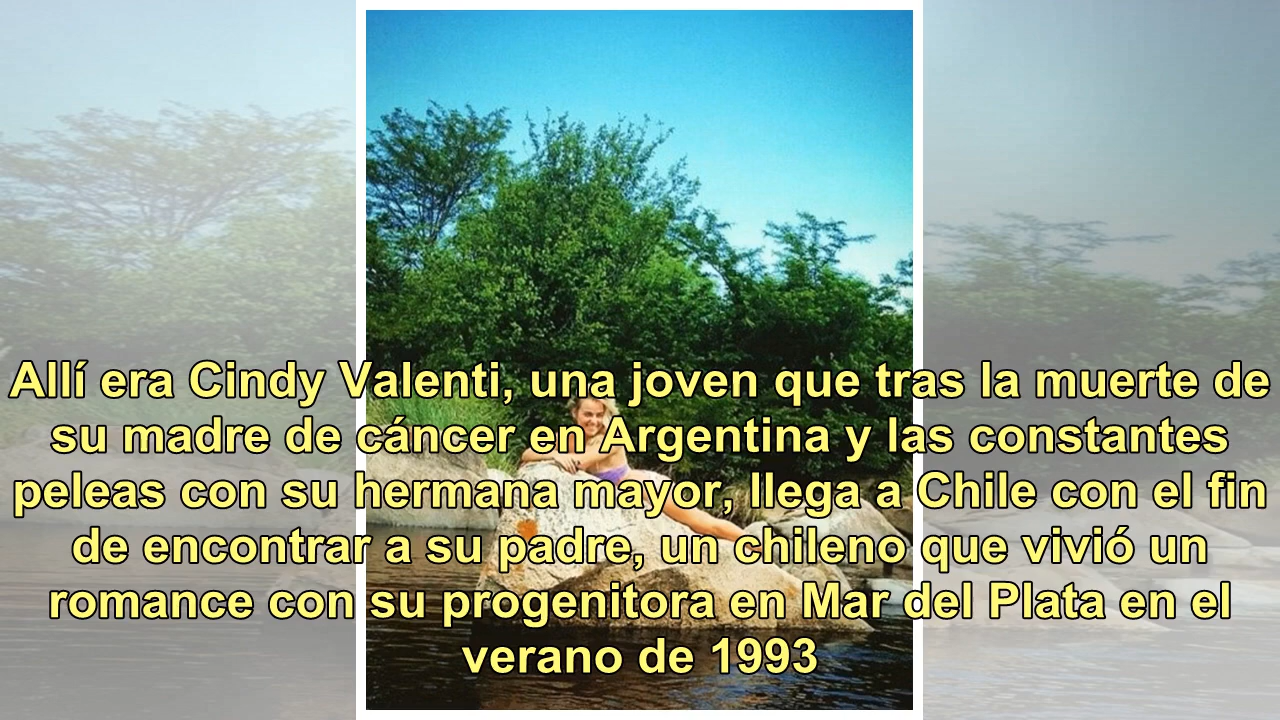 Allí era Cindy Valenti, una joven que tras la muerte de
su madre de cáncer en Argentina y las constantes
peleas con su hermana mayor, llega a Chile con el fin
de encontrar a su padre, un chileno que vivió un
romance con su progenitora en Mar del Plata en el
verano de 1993